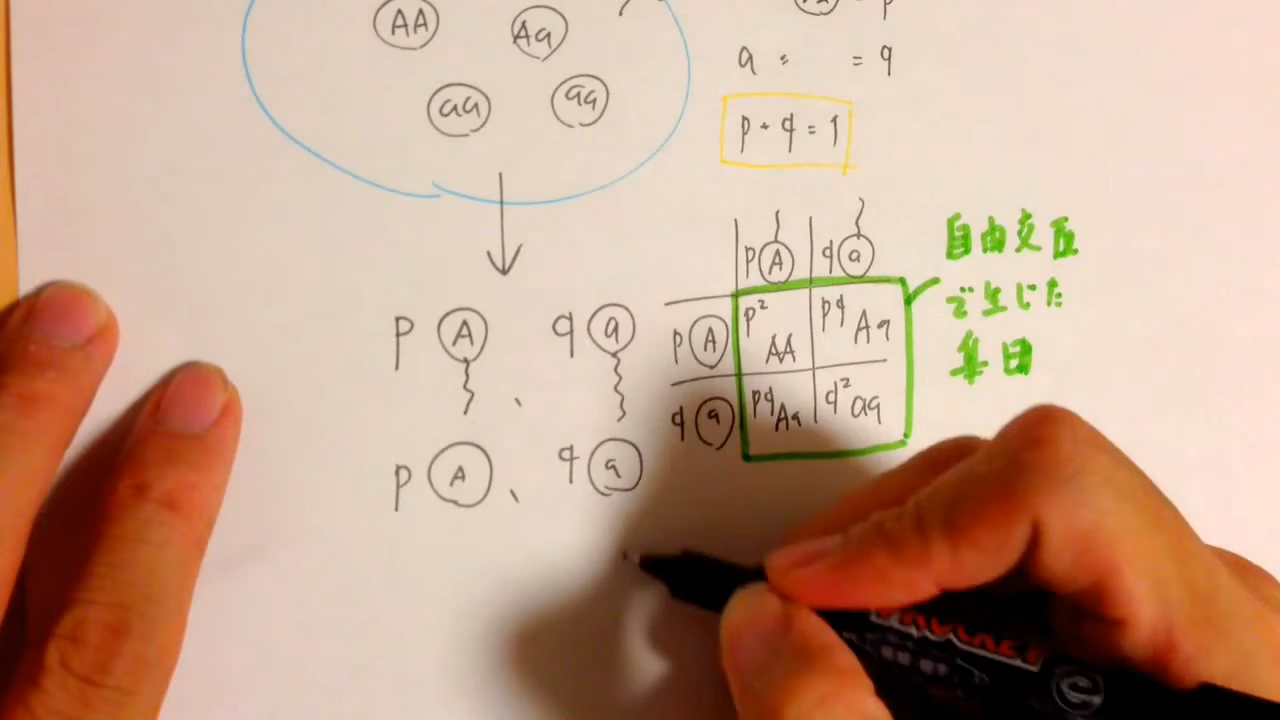 AA Aa
aa aa
= p
a 〃 = q
p + q = 1
p A q a
p A p² AA pq Aa
q a pq Aa q² aa
自由交配
で生じた
集団
p A 、 q a
p A 、 q a